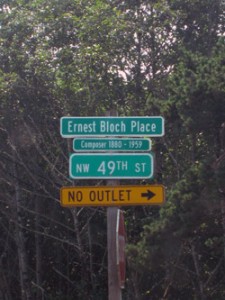 Ernest Bloch Place
Composer 1880 - 1959
NW 49TH ST
NO OUTLET →